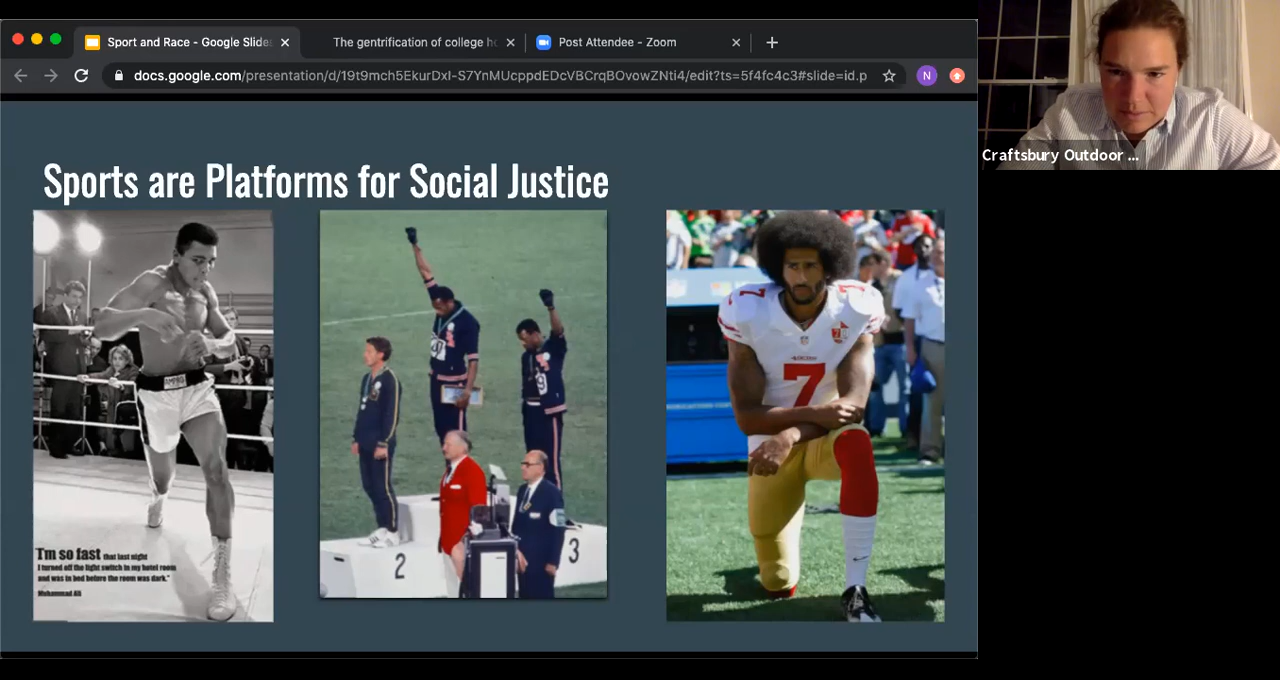 Sport and Race - Google Slides
The gentrification of college h
Post Attendee - Zoom
docs.google.com/presentation/d/19t9mch5EkurDxI-S7YnMUcppdEDcVBCrqBOvowZNti4/edit?ts=5f4fc4c3#slide=id.p
N
Craftsbury Outdoor ...
Sports are Platforms for Social Justice
"I'm so fast that last night
I turned off the light switch in my hotel room
and was in bed before the room was dark."
Muhammad Ali
2
3
7
7